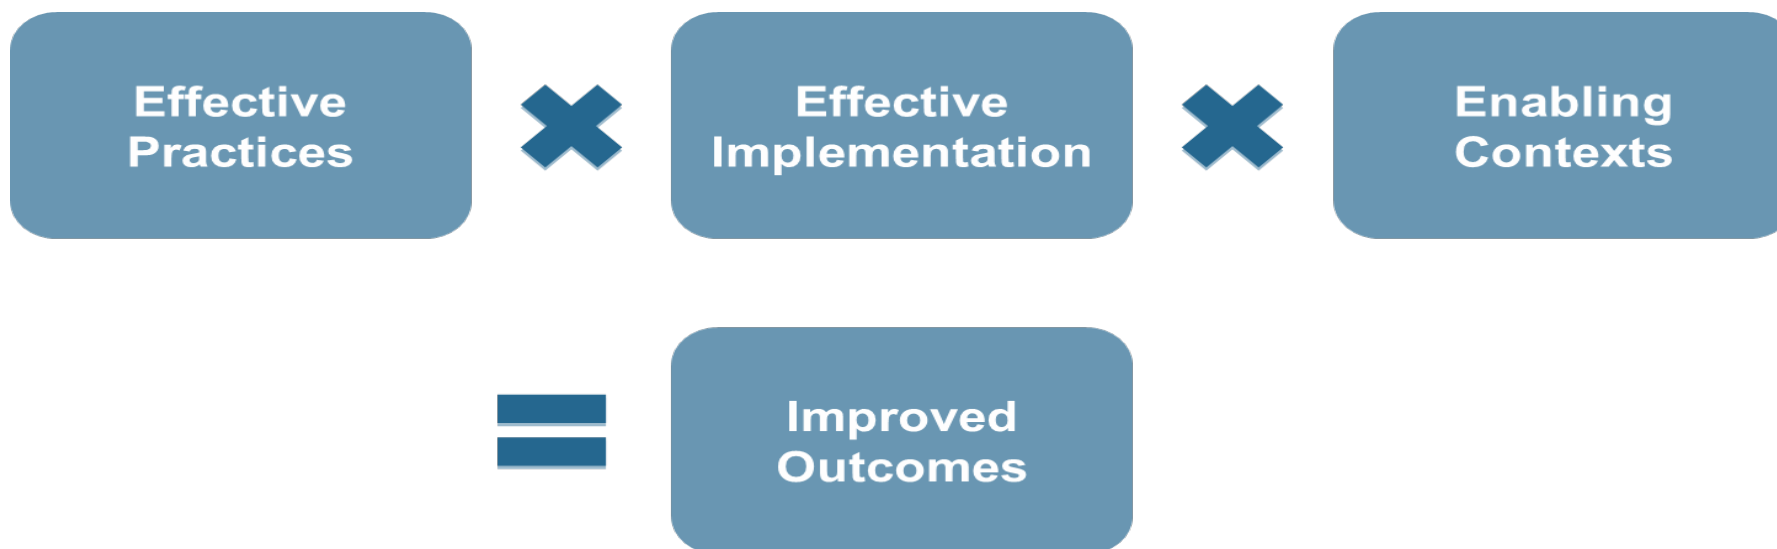 Effective
Practices
Effective
Implementation
Enabling
Contexts
Improved
Outcomes